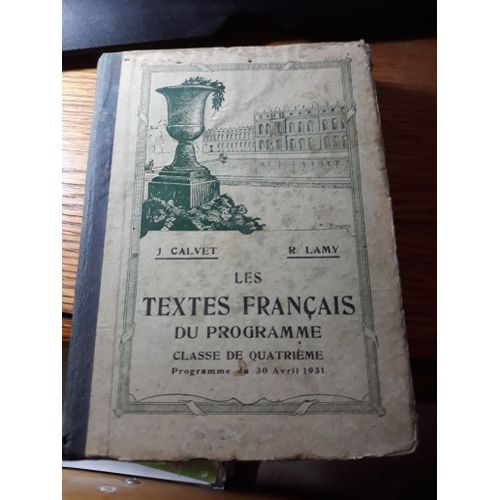 J. CALVET R. LAMY
LES
TEXTES FRANÇAIS
DU PROGRAMME
CLASSE DE QUATRIÈME
Programme du 30 Avril 1931